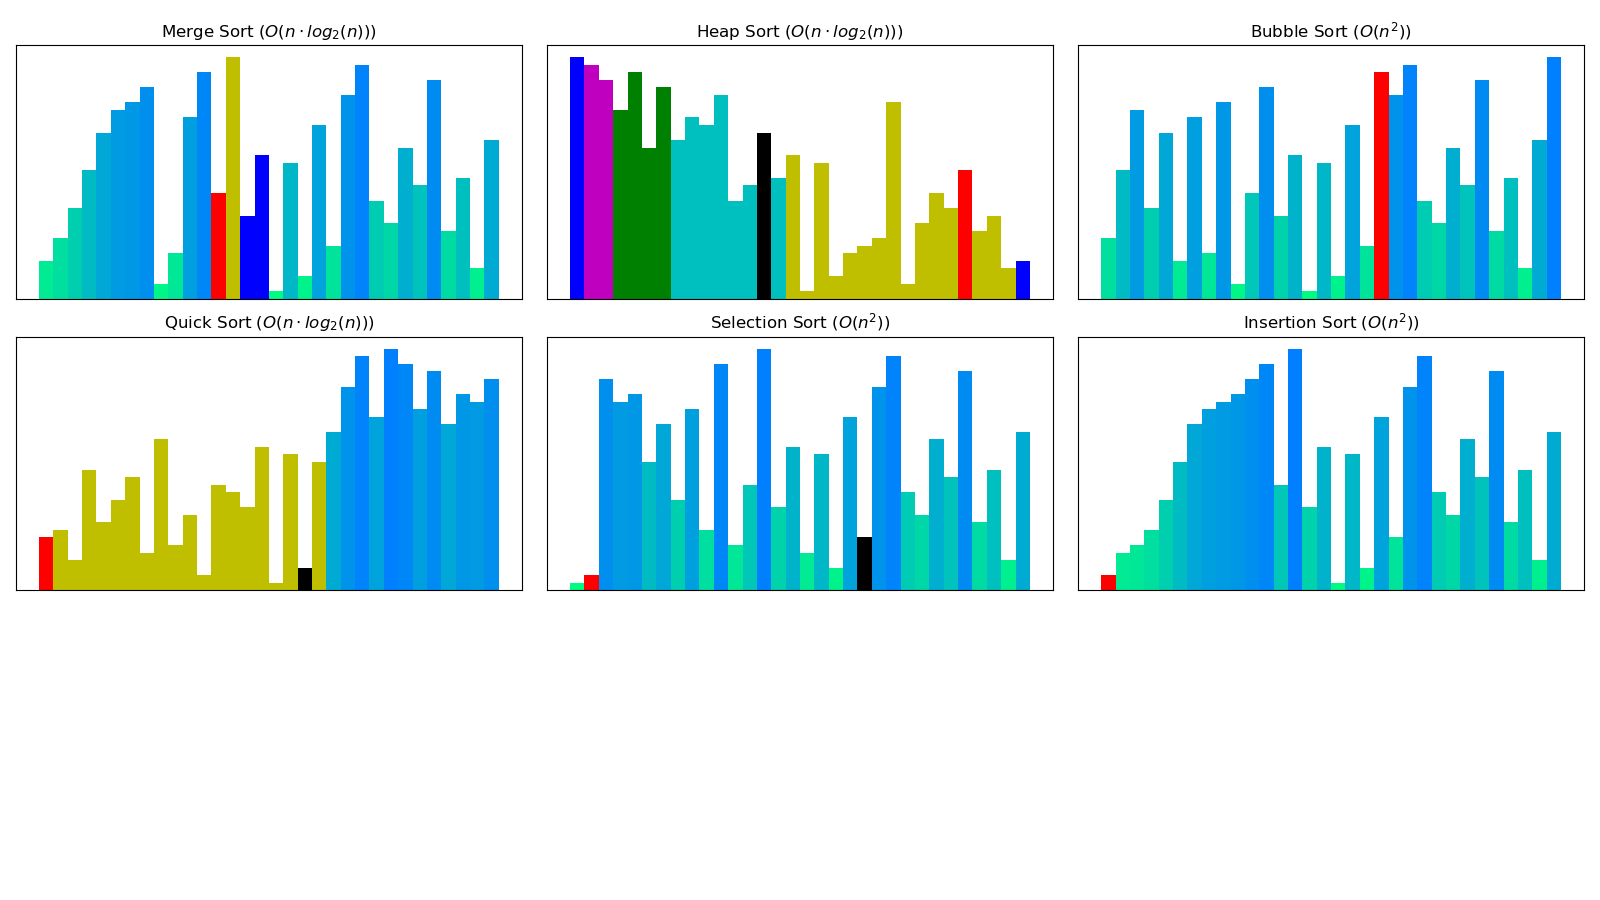 Merge Sort (O(n · log₂(n)))
Heap Sort (O(n · log₂(n)))
Bubble Sort (O(n²))
Quick Sort (O(n · log₂(n)))
Selection Sort (O(n²))
Insertion Sort (O(n²))